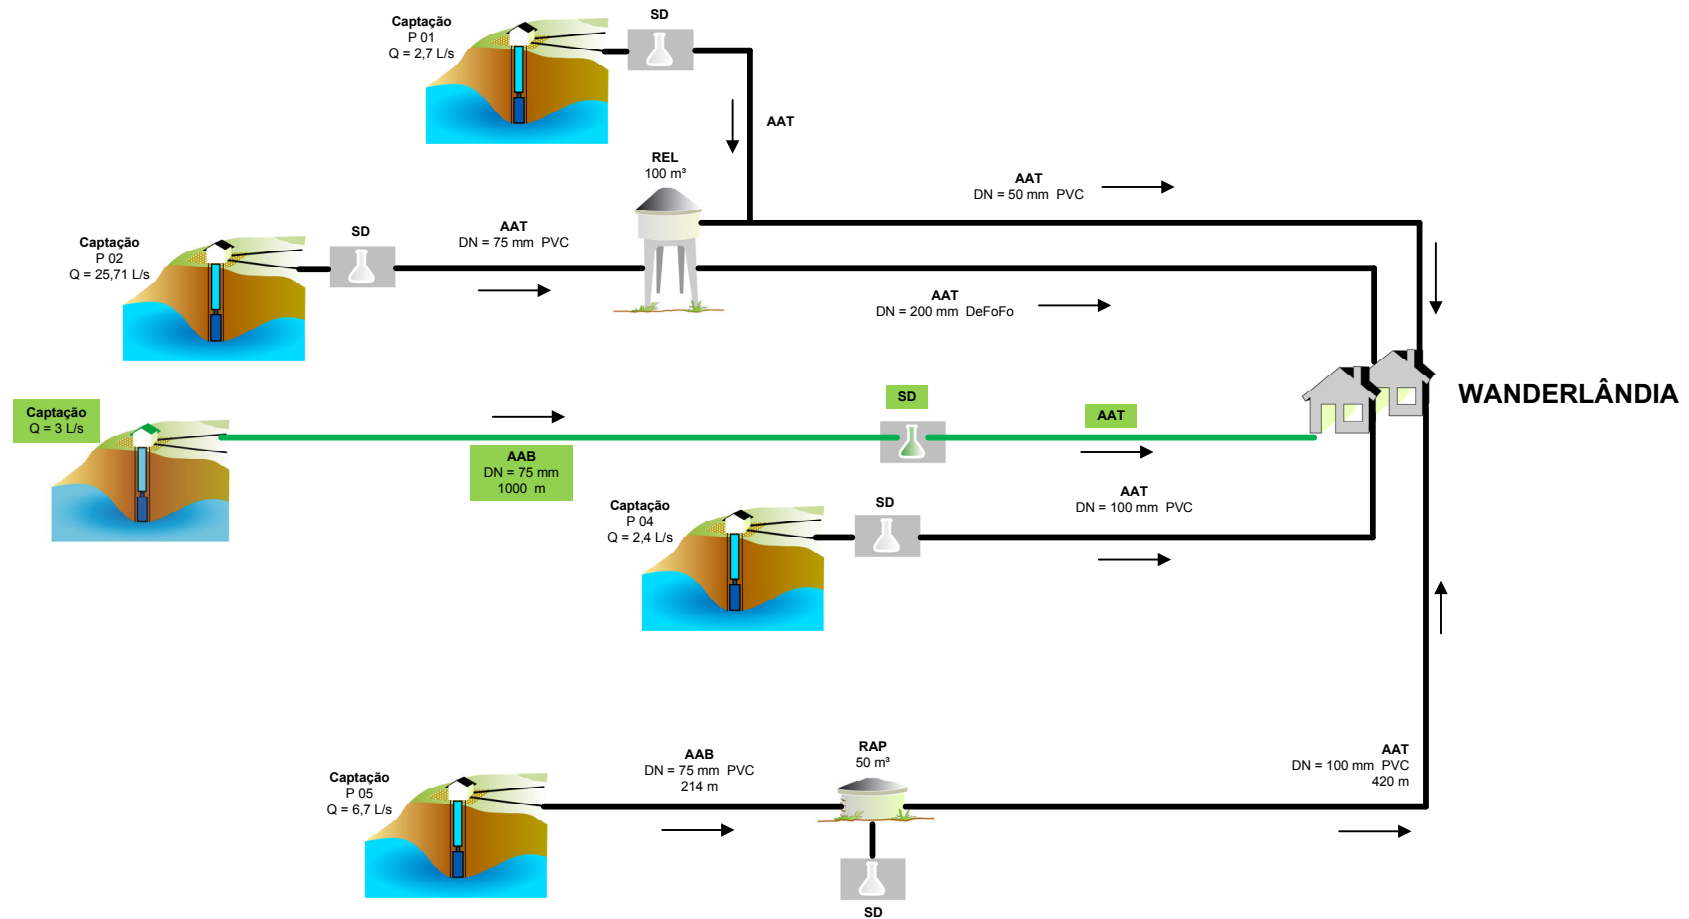 Captação
P 01
Q = 2,7 L/s
SD
AAT
REL
100 m³
AAT
DN = 50 mm  PVC
Captação
P 02
Q = 25,71 L/s
SD
AAT
DN = 75 mm  PVC
AAT
DN = 200 mm  DeFoFo
WANDERLÂNDIA
Captação
Q = 3 L/s
AAB
DN = 75 mm
1000  m
SD
AAT
Captação
P 04
Q = 2,4 L/s
SD
AAT
DN = 100 mm  PVC
Captação
P 05
Q = 6,7 L/s
AAB
DN = 75 mm  PVC
214 m
RAP
50 m³
SD
AAT
DN = 100 mm  PVC
420 m